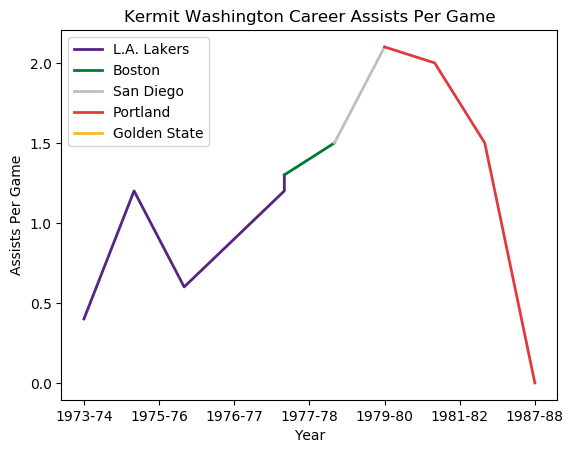 Kermit Washington Career Assists Per Game
L.A. Lakers
Boston
San Diego
Portland
Golden State
Assists Per Game
2.0
1.5
1.0
0.5
0.0
1973-74 1975-76 1976-77 1977-78 1979-80 1981-82 1987-88
Year